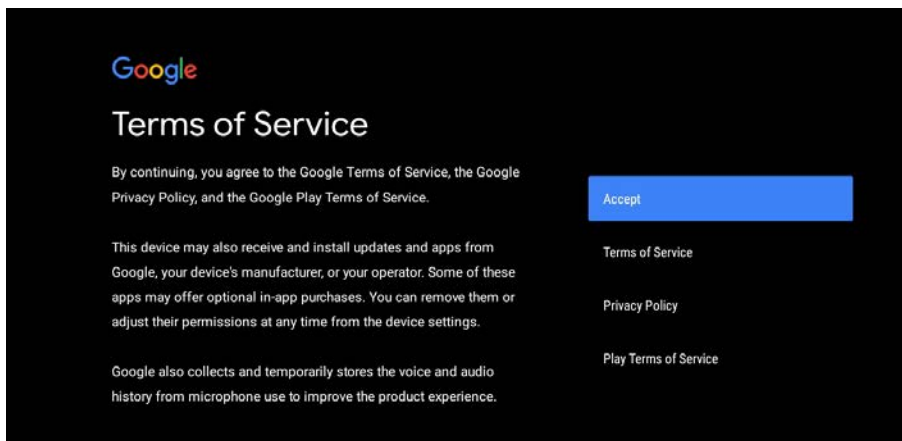 Google
Terms of Service
By continuing, you agree to the Google Terms of Service, the Google
Privacy Policy, and the Google Play Terms of Service.
This device may also receive and install updates and apps from
Google, your device's manufacturer, or your operator. Some of these
apps may offer optional in-app purchases. You can remove them or
adjust their permissions at any time from the device settings.
Google also collects and temporarily stores the voice and audio
history from microphone use to improve the product experience.
Accept
Terms of Service
Privacy Policy
Play Terms of Service